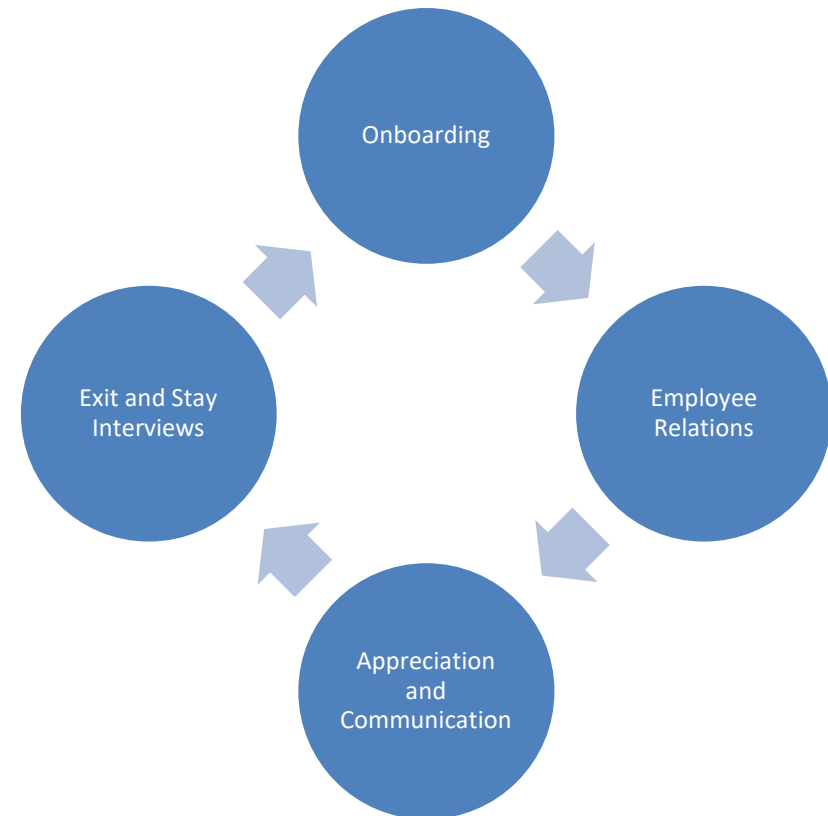 Onboarding
Employee
Relations
Appreciation
and
Communication
Exit and Stay
Interviews